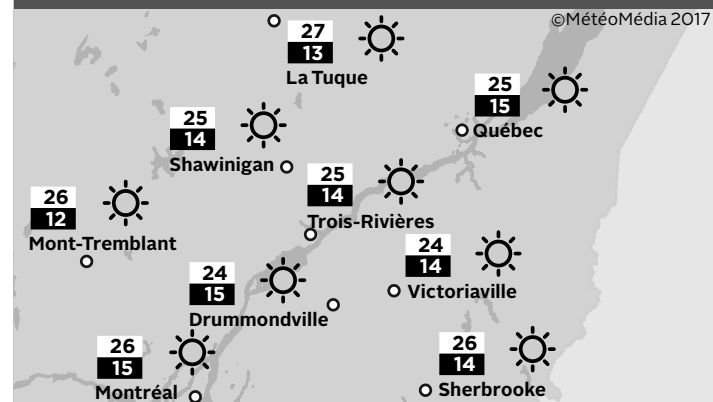 ©MétéoMédia 2017
27
13
La Tuque
25
15
Québec
25
14
Shawinigan
25
14
Trois-Rivières
26
12
Mont-Tremblant
24
14
Victoriaville
24
15
Drummondville
26
15
Montréal
26
14
Sherbrooke